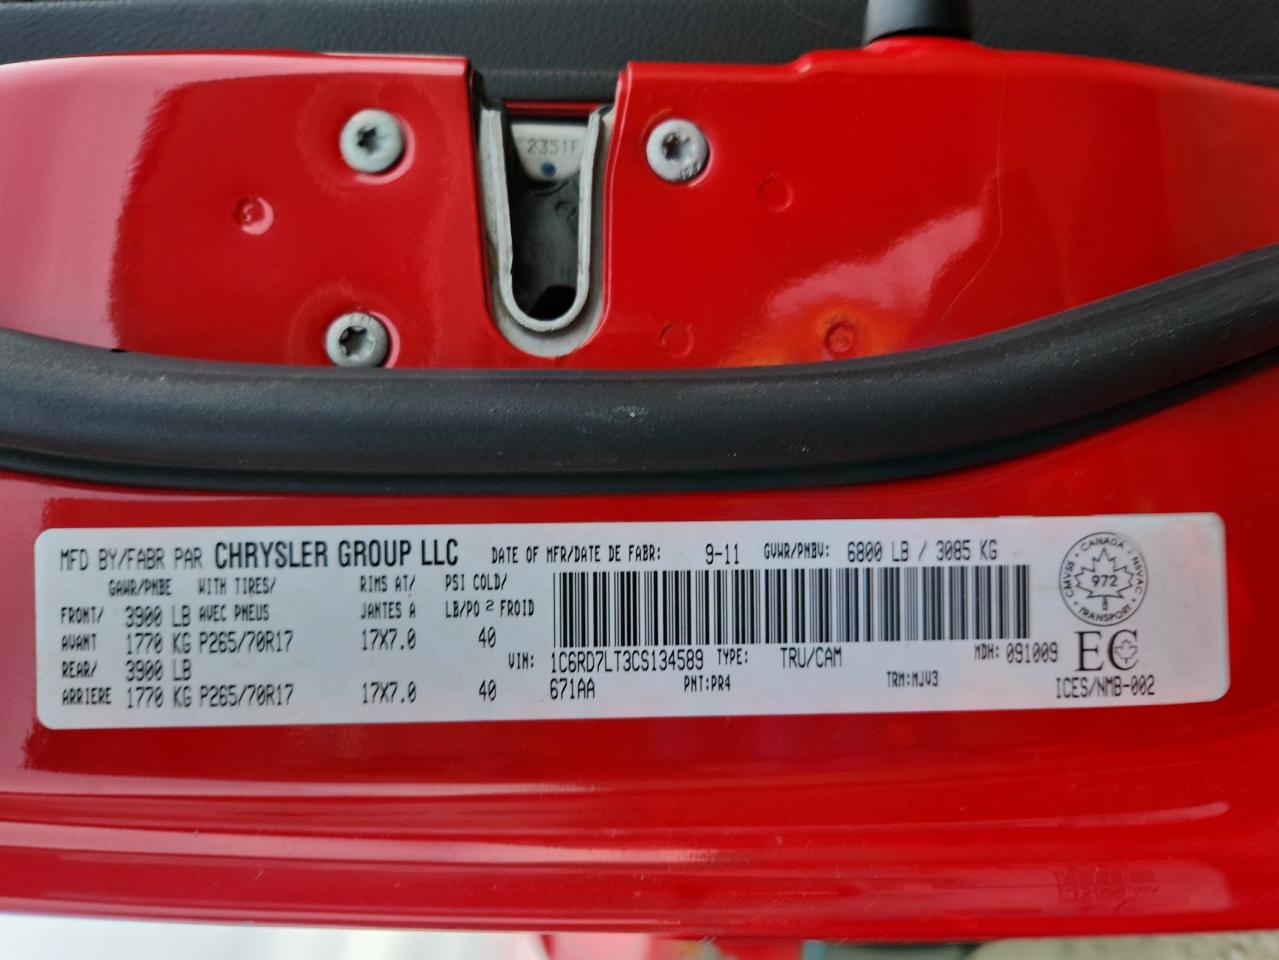 2351F
MFD BY/FABR PAR CHRYSLER GROUP LLC DATE OF MFR/DATE DE FABR: 9-11 GVWR/PNBV: 6800 LB / 3085 KG
GAWR/PNBE WITH TIRES/ RIMS AT/ PSI COLD/
FRONT/ 3900 LB AVEC PNEUS JANTES A LB/PO² FROID
AVANT 1770 KG P265/70R17 17X7.0 40
REAR/ 3900 LB
ARRIERE 1770 KG P265/70R17 17X7.0 40
VIN: 1C6RD7LT3CS134589 TYPE: TRU/CAM MDH: 091009
671AA PNT:PR4 TRM:MJV3
CANADA
CMVSS NSVAC
972
TRANSPORT
EC
ICES/NMB-002